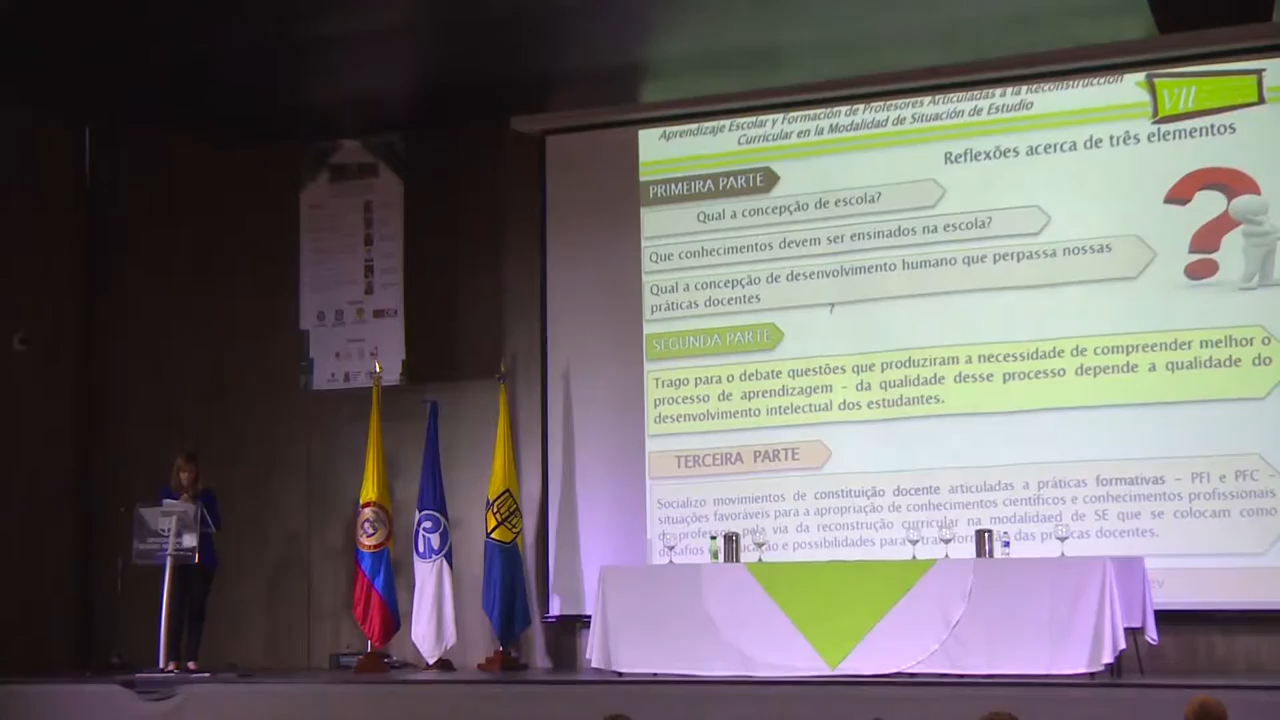 Aprendizaje Escolar y Formación de Profesores Articuladas a la Reconstrucción
Curricular en la Modalidad de Situación de Estudio
VII
Reflexões acerca de três elementos
PRIMEIRA PARTE
Qual a concepção de escola?
Que conhecimentos devem ser ensinados na escola?
Qual a concepção de desenvolvimento humano que perpassa nossas
práticas docentes
?
SEGUNDA PARTE
Trago para o debate questões que produziram a necessidade de compreender melhor o
processo de aprendizagem – da qualidade desse processo depende a qualidade do
desenvolvimento intelectual dos estudantes.
TERCEIRA PARTE
Socializo movimentos de constituição docente articuladas a práticas formativas – PFI e PFC –
situações favoráveis para a apropriação de conhecimentos científicos e conhecimentos profissionais
pela via da reconstrução curricular na modalidaed de SE que se colocam como
e possibilidades para das docentes.